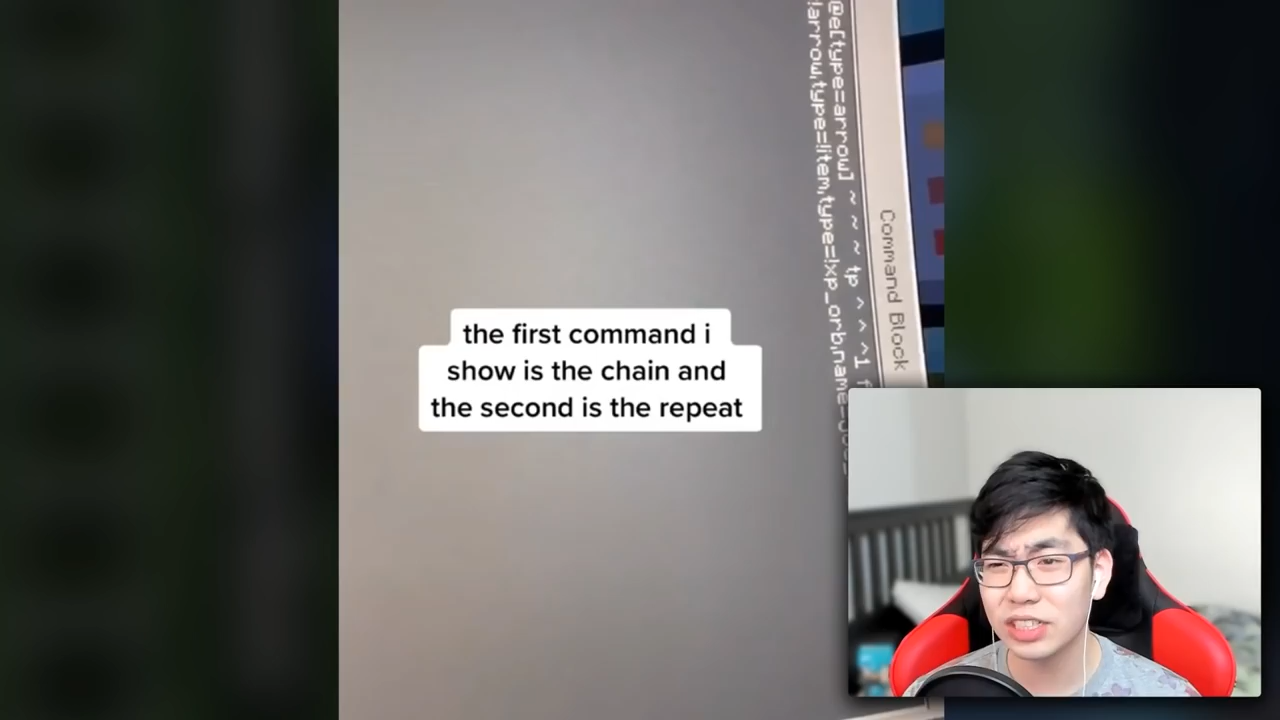 Command Block
@e[type=arrow] ~ ~ ~ tp ^ ^ ^1
!arrow,type=!item,type=!xp_orb,name=
the first command i
show is the chain and
the second is the repeat